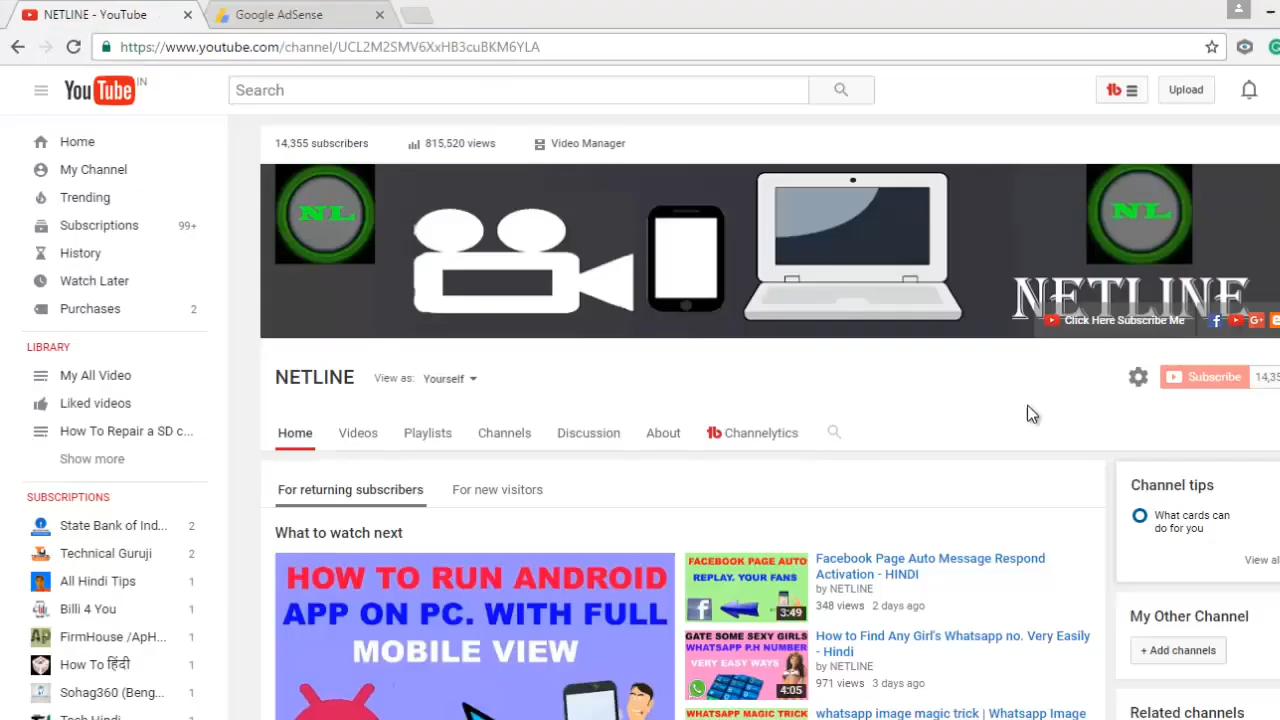 NETLINE - YouTube
Google AdSense
https://www.youtube.com/channel/UCL2M2SMV6XxHB3cuBKM6YLA
YouTube IN
Search
Upload
14,355 subscribers
815,520 views
Video Manager
Home
My Channel
Trending
Subscriptions 99+
History
Watch Later
Purchases 2
LIBRARY
My All Video
Liked videos
How To Repair a SD c...
Show more
SUBSCRIPTIONS
State Bank of Ind... 2
Technical Guruji 2
All Hindi Tips 1
Billi 4 You 1
FirmHouse /ApH... 1
How To हिंदी 1
Sohag360 (Beng... 1
Tech Hindi
NL
NL
NETLINE
Click Here Subscribe Me
NETLINE
View as: Yourself
Subscribe 14,35
Home
Videos
Playlists
Channels
Discussion
About
tb Channelytics
For returning subscribers
For new visitors
What to watch next
HOW TO RUN ANDROID
APP ON PC. WITH FULL
MOBILE VIEW
FACEBOOK PAGE AUTO
REPLAY. YOUR FANS
3:49
Facebook Page Auto Message Respond
Activation - HINDI
by NETLINE
348 views 2 days ago
GATE SOME SEXY GIRLS
WHATSAPP P.H NUMBER
VERY EASY WAYS
4:05
How to Find Any Girl's Whatsapp no. Very Easily
- Hindi
by NETLINE
971 views 3 days ago
WHATSAPP MAGIC TRICK
whatsapp image magic trick | Whatsapp Image
Channel tips
What cards can
do for you
View al
My Other Channel
+ Add channels
Related channels